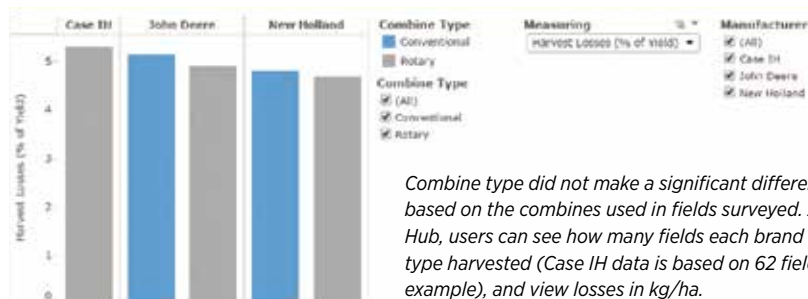 Case IH John Deere New Holland
Harvest Losses (% of Yield)
5
4
3
2
1
0
Combine Type
Conventional
Rotary
Combine Type
(All)
Conventional
Rotary
Measuring
Harvest Losses (% of Yield)
Manufacturer
(All)
Case IH
John Deere
New Holland
Combine type did not make a significant differe
based on the combines used in fields surveyed.
Hub, users can see how many fields each brand
type harvested (Case IH data is based on 62 fiel
example), and view losses in kg/ha.